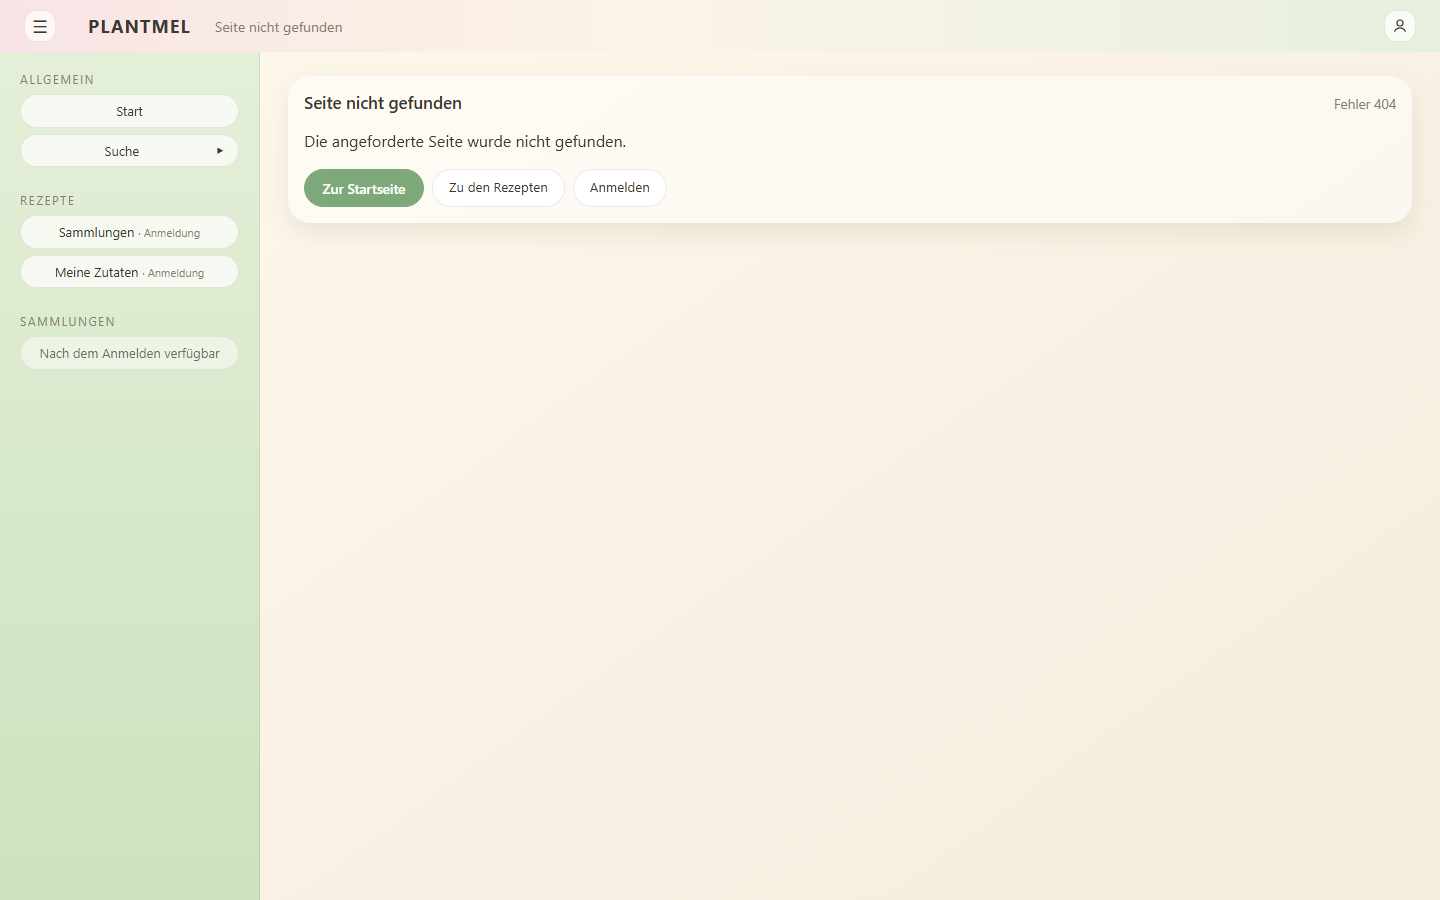 PLANTMEL Seite nicht gefunden
ALLGEMEIN
Start
Suche
REZEPTE
Sammlungen · Anmeldung
Meine Zutaten · Anmeldung
SAMMLUNGEN
Nach dem Anmelden verfügbar
Seite nicht gefunden Fehler 404
Die angeforderte Seite wurde nicht gefunden.
Zur Startseite Zu den Rezepten Anmelden